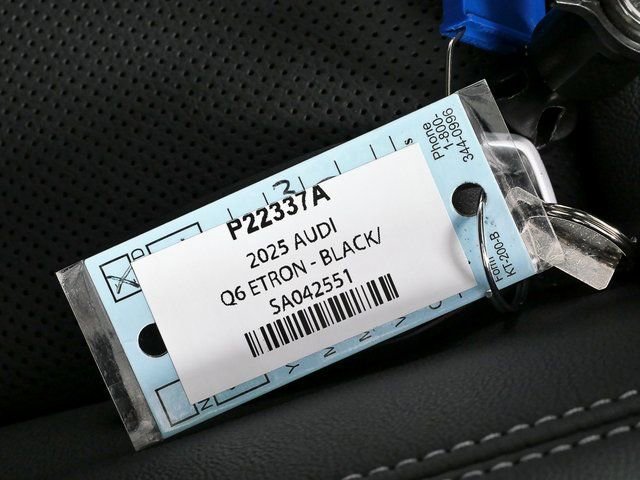 P22337A
2025 AUDI
Q6 ETRON - BLACK/
SA042551
Phone
1-800-
344-0996
Form
KT-200-B